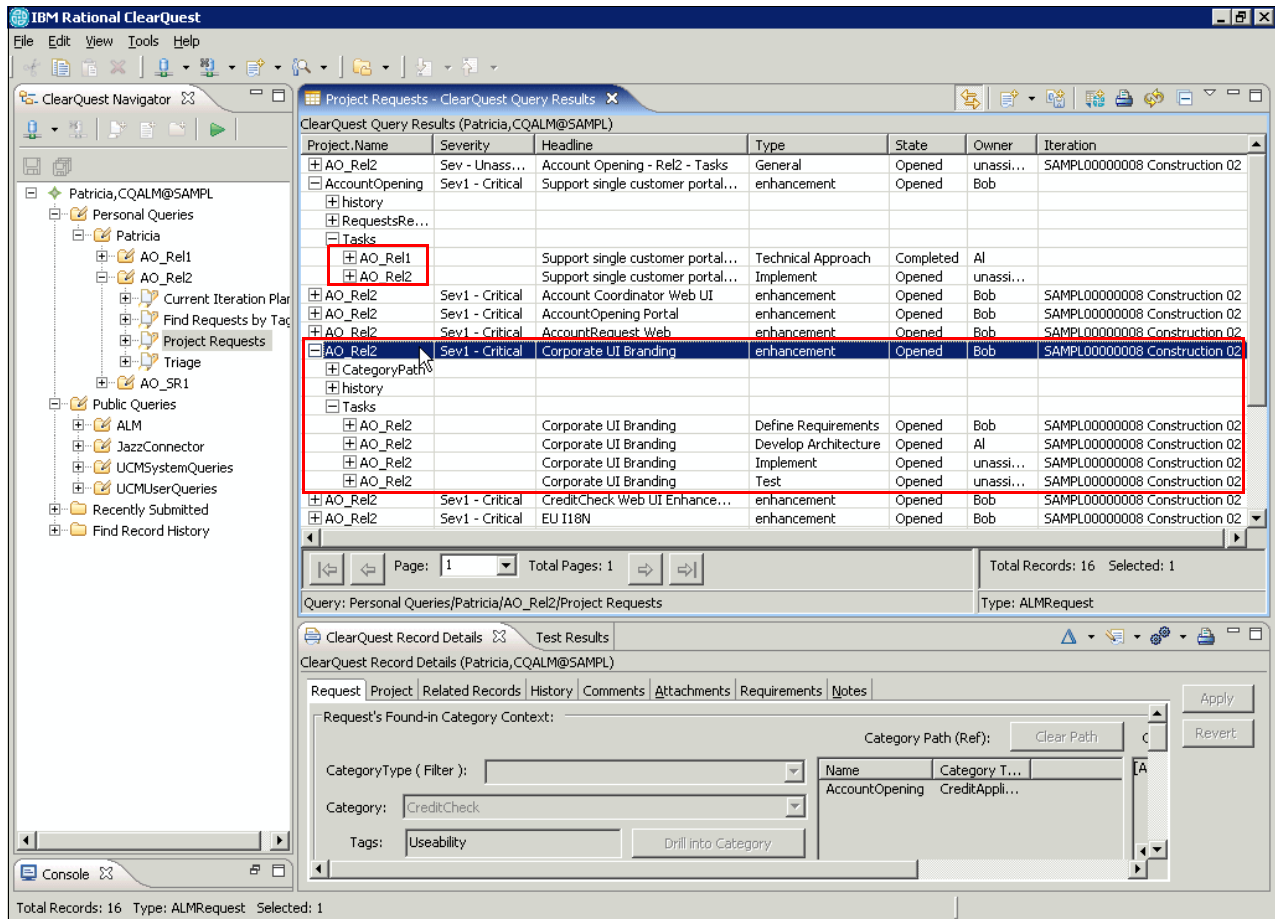 IBM Rational ClearQuest
File Edit View Tools Help
ClearQuest Navigator
Patricia,CQALM@SAMPL
Personal Queries
Patricia
AO_Rel1
AO_Rel2
Current Iteration Plan
Find Requests by Tag
Project Requests
Triage
AO_SR1
Public Queries
ALM
JazzConnector
UCMSystemQueries
UCMUserQueries
Recently Submitted
Find Record History
Console
Project Requests - ClearQuest Query Results
ClearQuest Query Results (Patricia,CQALM@SAMPL)
Project.Name Severity Headline Type State Owner Iteration
AO_Rel2 Sev - Unass... Account Opening - Rel2 - Tasks General Opened unassi... SAMPL00000008 Construction 02
AccountOpening Sev1 - Critical Support single customer portal... enhancement Opened Bob
history
RequestsRe...
Tasks
AO_Rel1 Support single customer portal... Technical Approach Completed Al
AO_Rel2 Support single customer portal... Implement Opened unassi...
AO_Rel2 Sev1 - Critical Account Coordinator Web UI enhancement Opened Bob SAMPL00000008 Construction 02
AO_Rel2 Sev1 - Critical AccountOpening Portal enhancement Opened Bob SAMPL00000008 Construction 02
AO_Rel2 Sev1 - Critical AccountRequest Web enhancement Opened Bob SAMPL00000008 Construction 02
AO_Rel2 Sev1 - Critical Corporate UI Branding enhancement Opened Bob SAMPL00000008 Construction 02
CategoryPath
history
Tasks
AO_Rel2 Corporate UI Branding Define Requirements Opened Bob SAMPL00000008 Construction 02
AO_Rel2 Corporate UI Branding Develop Architecture Opened Al SAMPL00000008 Construction 02
AO_Rel2 Corporate UI Branding Implement Opened unassi... SAMPL00000008 Construction 02
AO_Rel2 Corporate UI Branding Test Opened unassi... SAMPL00000008 Construction 02
AO_Rel2 Sev1 - Critical CreditCheck Web UI Enhance... enhancement Opened Bob SAMPL00000008 Construction 02
AO_Rel2 Sev1 - Critical EU I18N enhancement Opened Bob SAMPL00000008 Construction 02
Page: 1 Total Pages: 1 Total Records: 16 Selected: 1
Query: Personal Queries/Patricia/AO_Rel2/Project Requests Type: ALMRequest
ClearQuest Record Details Test Results
ClearQuest Record Details (Patricia,CQALM@SAMPL)
Request Project Related Records History Comments Attachments Requirements Notes
Apply
Revert
Request's Found-in Category Context:
Category Path (Ref): Clear Path C
CategoryType ( Filter ):
Name Category T... [A
AccountOpening CreditAppli...
Category: CreditCheck
Tags: Useability Drill into Category
Total Records: 16 Type: ALMRequest Selected: 1